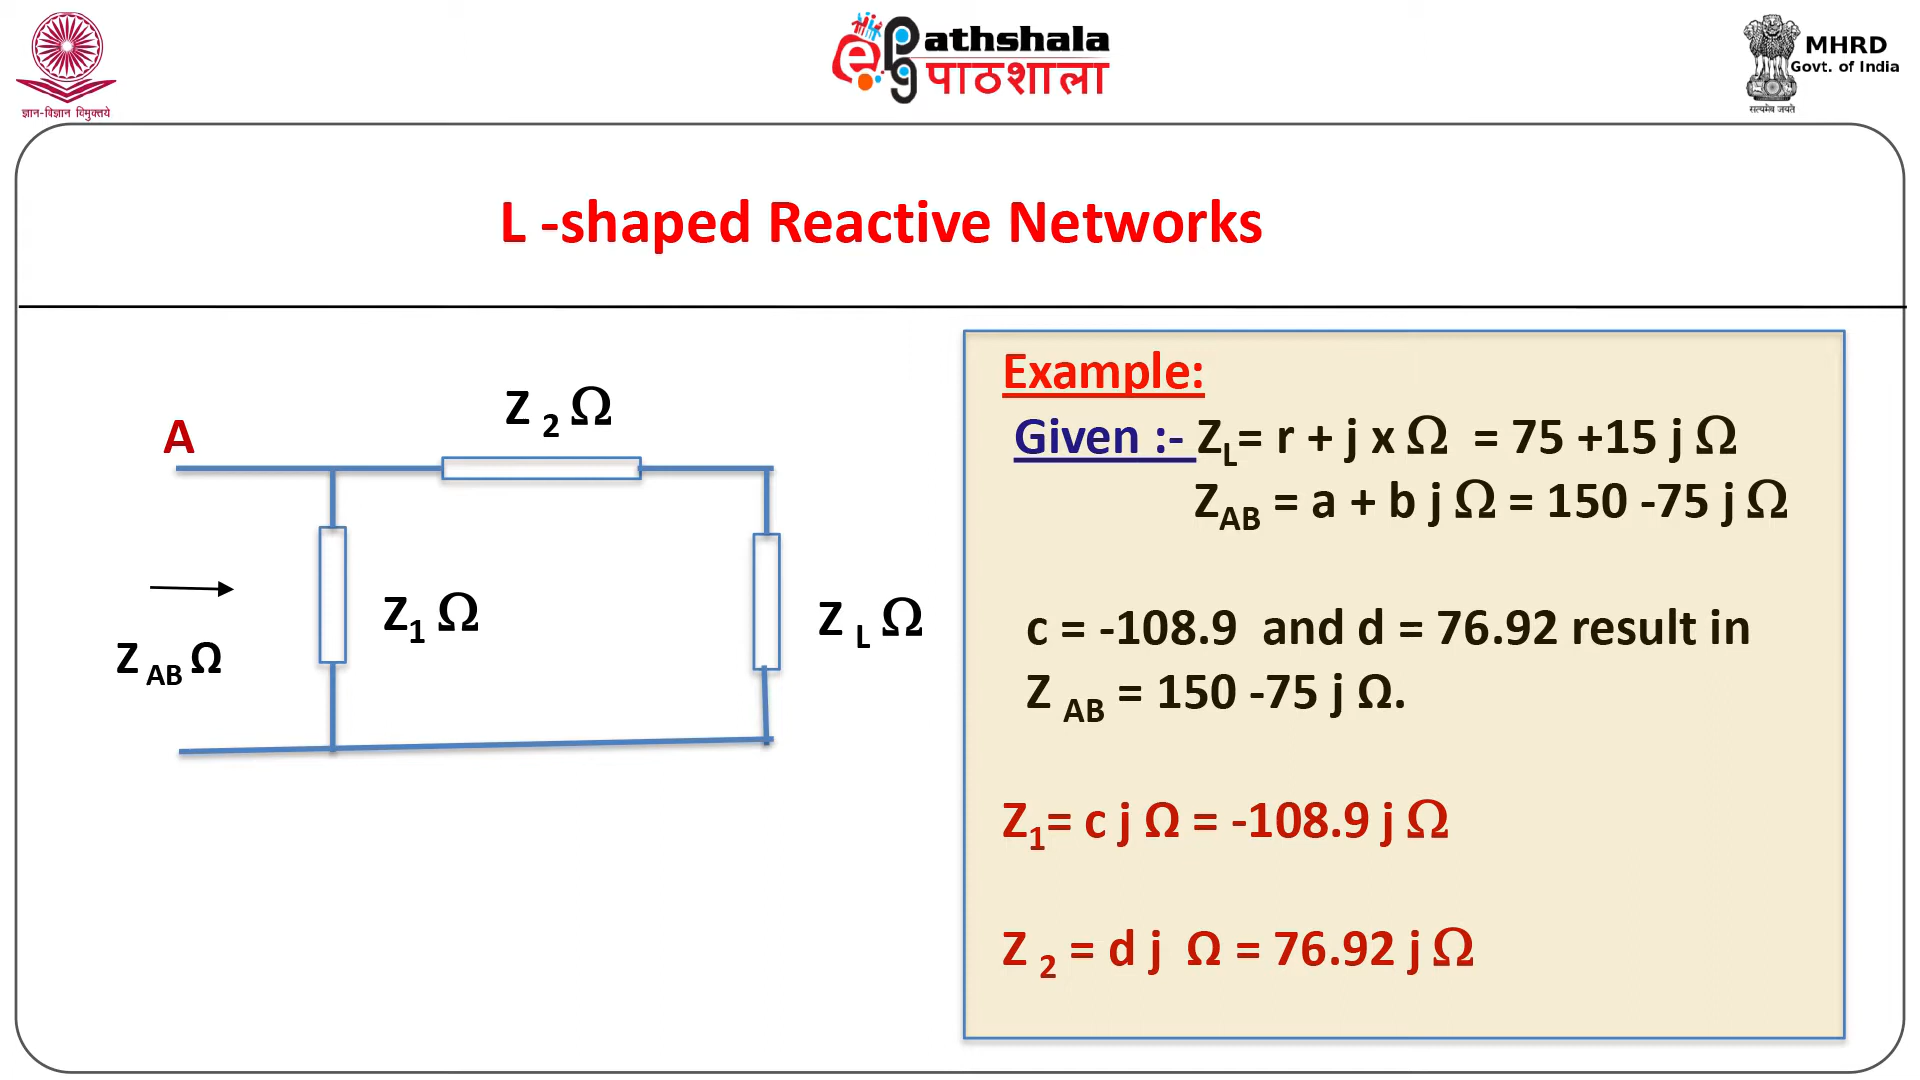 ज्ञान-विज्ञान विमुक्तये
ePathshala
पाठशाला
MHRD
Govt. of India
सत्यमेव जयते
L -shaped Reactive Networks
A
Z 2 Ω
Z1 Ω
Z L Ω
Z AB Ω
Example:
Given :- ZL= r + j x Ω = 75 +15 j Ω
ZAB = a + b j Ω = 150 -75 j Ω
c = -108.9 and d = 76.92 result in
Z AB = 150 -75 j Ω.
Z1= c j Ω = -108.9 j Ω
Z 2 = d j Ω = 76.92 j Ω